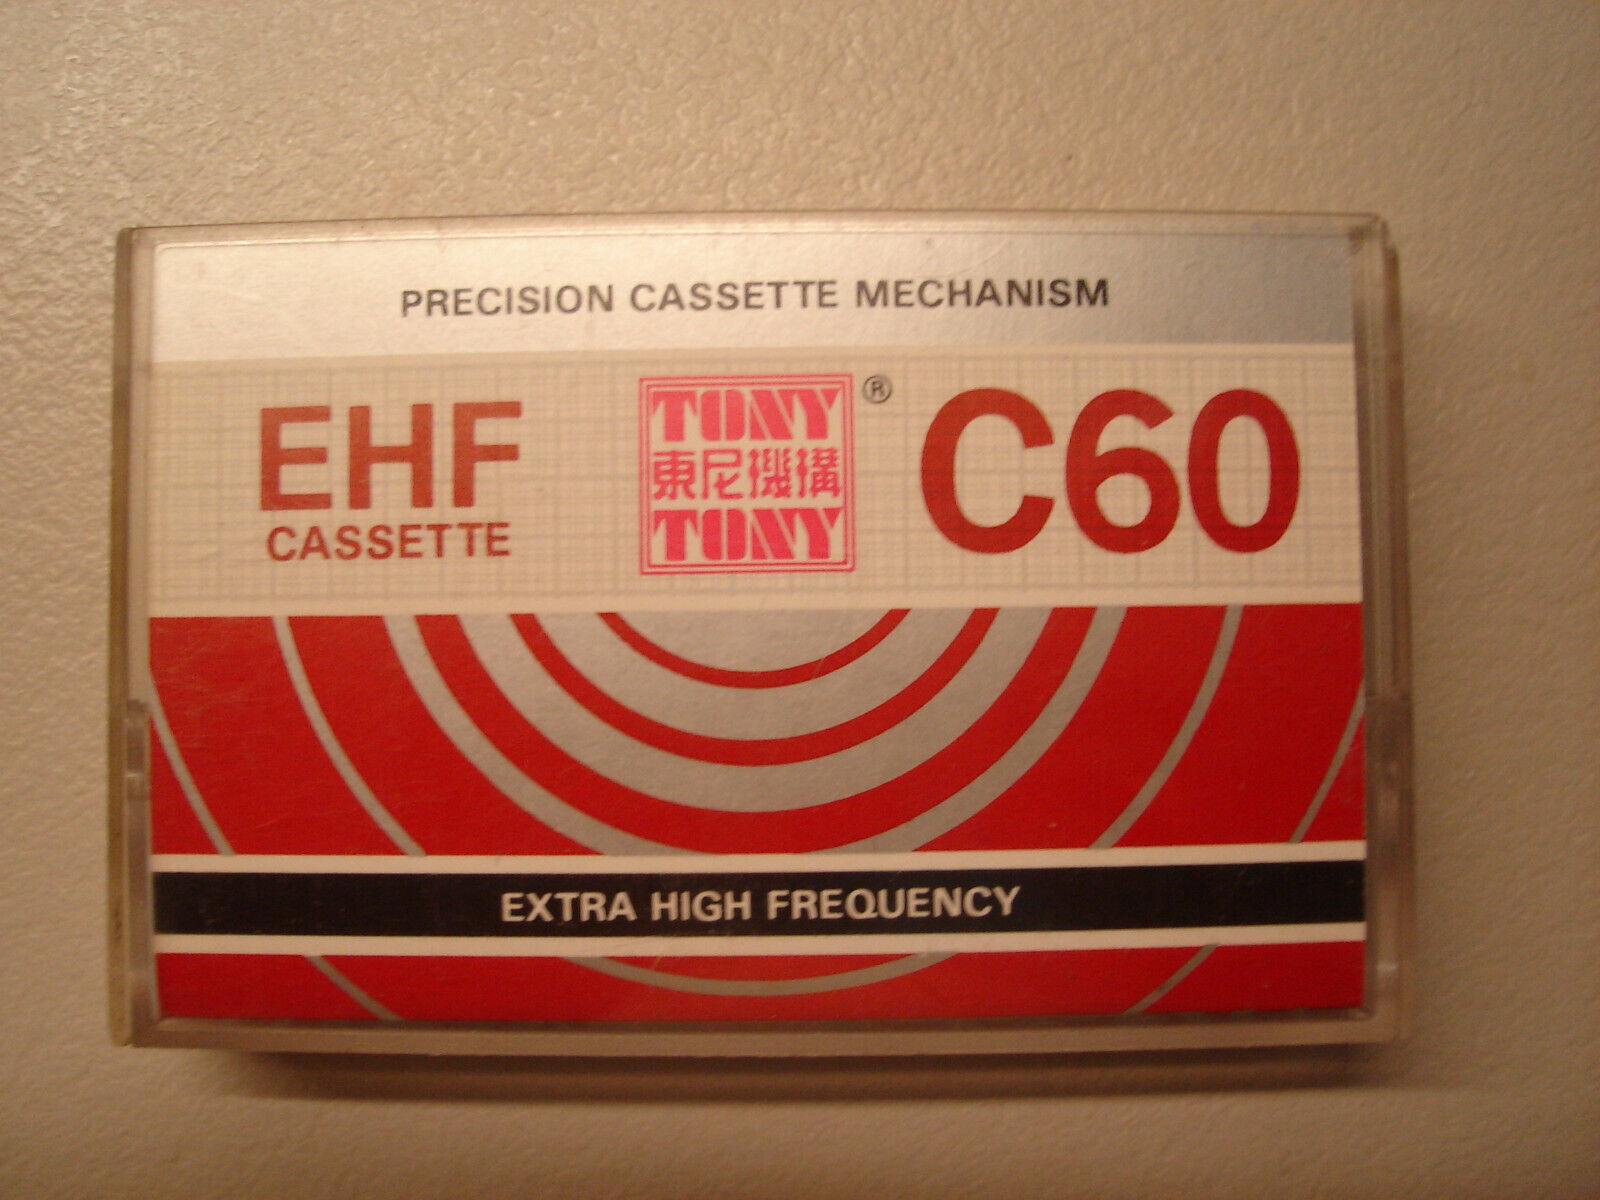 PRECISION CASSETTE MECHANISM
EHF
CASSETTE
TONY
東尼機構
TONY
®
C60
EXTRA HIGH FREQUENCY